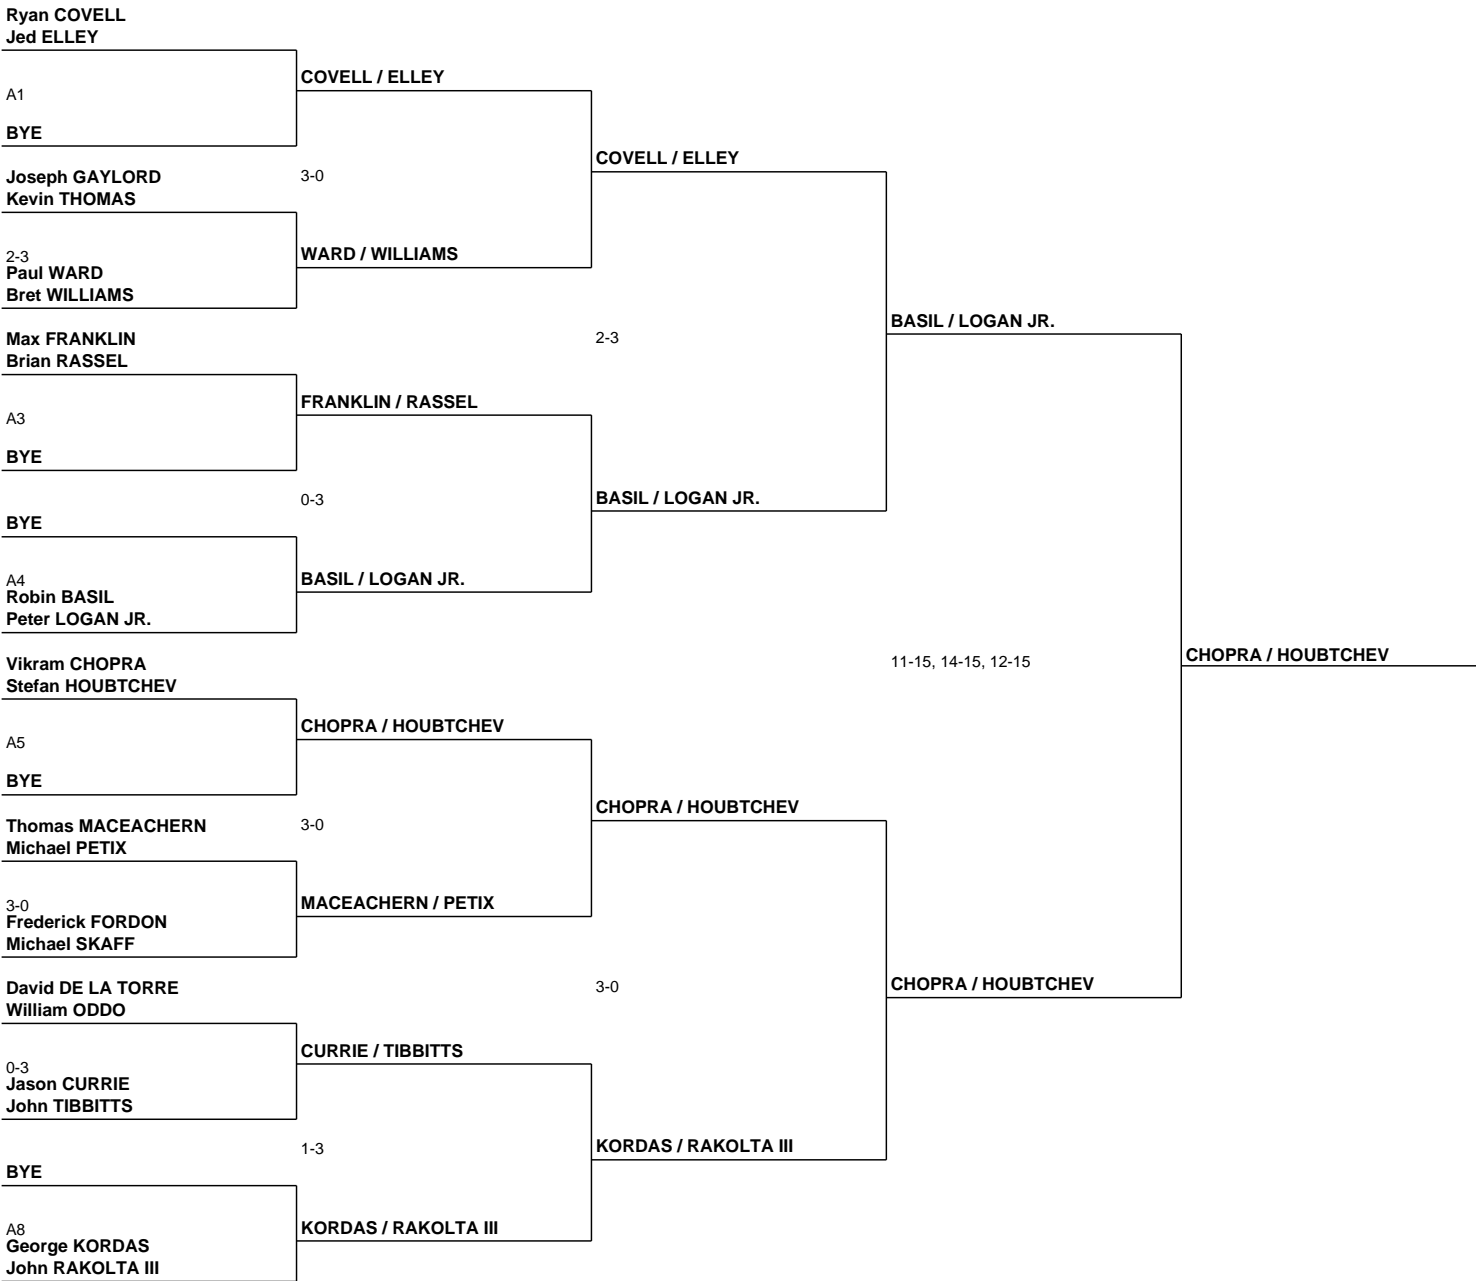 Ryan COVELL
Jed ELLEY
COVELL / ELLEY
A1
BYE
COVELL / ELLEY
Joseph GAYLORD
3-0
Kevin THOMAS
WARD / WILLIAMS
2-3
Paul WARD
Bret WILLIAMS
BASIL / LOGAN JR.
Max FRANKLIN
2-3
Brian RASSEL
FRANKLIN / RASSEL
A3
BYE
0-3
BASIL / LOGAN JR.
BYE
A4
BASIL / LOGAN JR.
Robin BASIL
Peter LOGAN JR.
Vikram CHOPRA
11-15, 14-15, 12-15
CHOPRA / HOUBTCHEV
Stefan HOUBTCHEV
CHOPRA / HOUBTCHEV
A5
BYE
CHOPRA / HOUBTCHEV
Thomas MACEACHERN
3-0
Michael PETIX
MACEACHERN / PETIX
3-0
Frederick FORDON
Michael SKAFF
David DE LA TORRE
3-0
CHOPRA / HOUBTCHEV
William ODDO
CURRIE / TIBBITTS
0-3
Jason CURRIE
John TIBBITTS
1-3
KORDAS / RAKOLTA III
BYE
A8
KORDAS / RAKOLTA III
George KORDAS
John RAKOLTA III